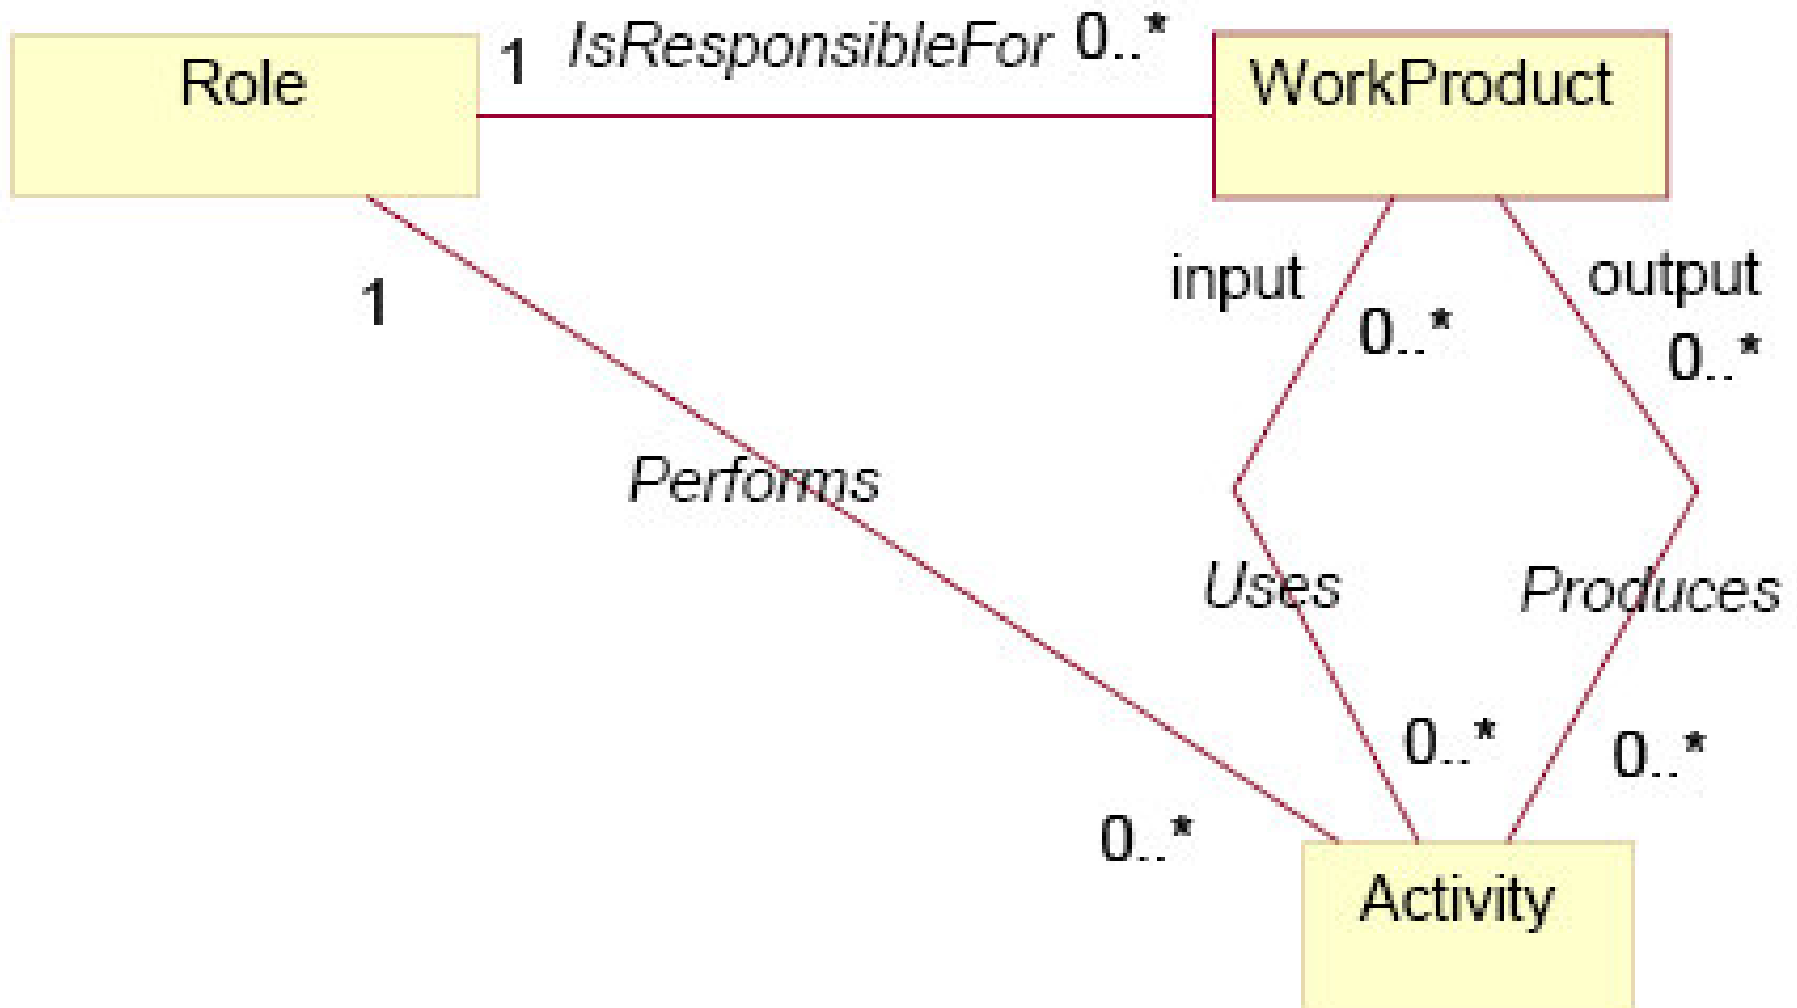 Role
1
IsResponsibleFor
0..*
WorkProduct
input
0..*
output
0..*
1
Performs
Uses
Produces
0..*
0..*
0..*
Activity